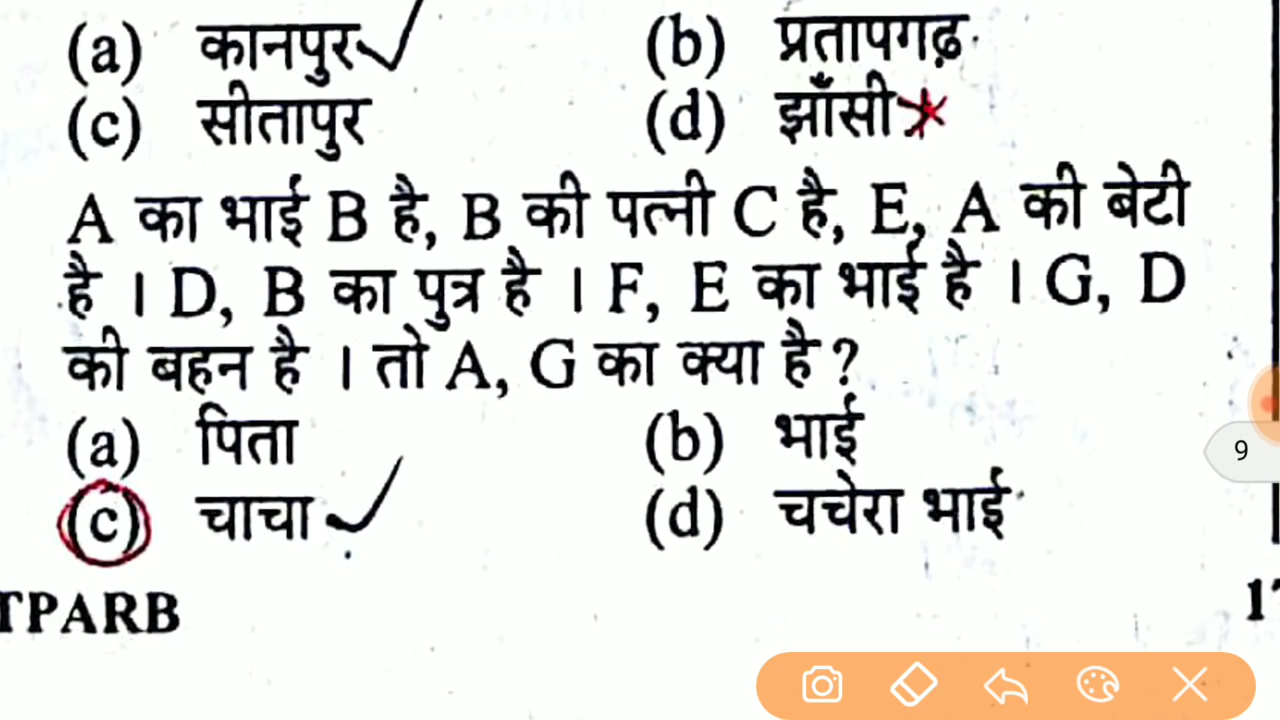 (a) कानपुर (b) प्रतापगढ़
(c) सीतापुर (d) झाँसी
A का भाई B है, B की पत्नी C है, E, A की बेटी
है । D, B का पुत्र है । F, E का भाई है । G, D
की बहन है । तो A, G का क्या है ?
(a) पिता (b) भाई
(c) चाचा (d) चचेरा भाई
9
TPARB